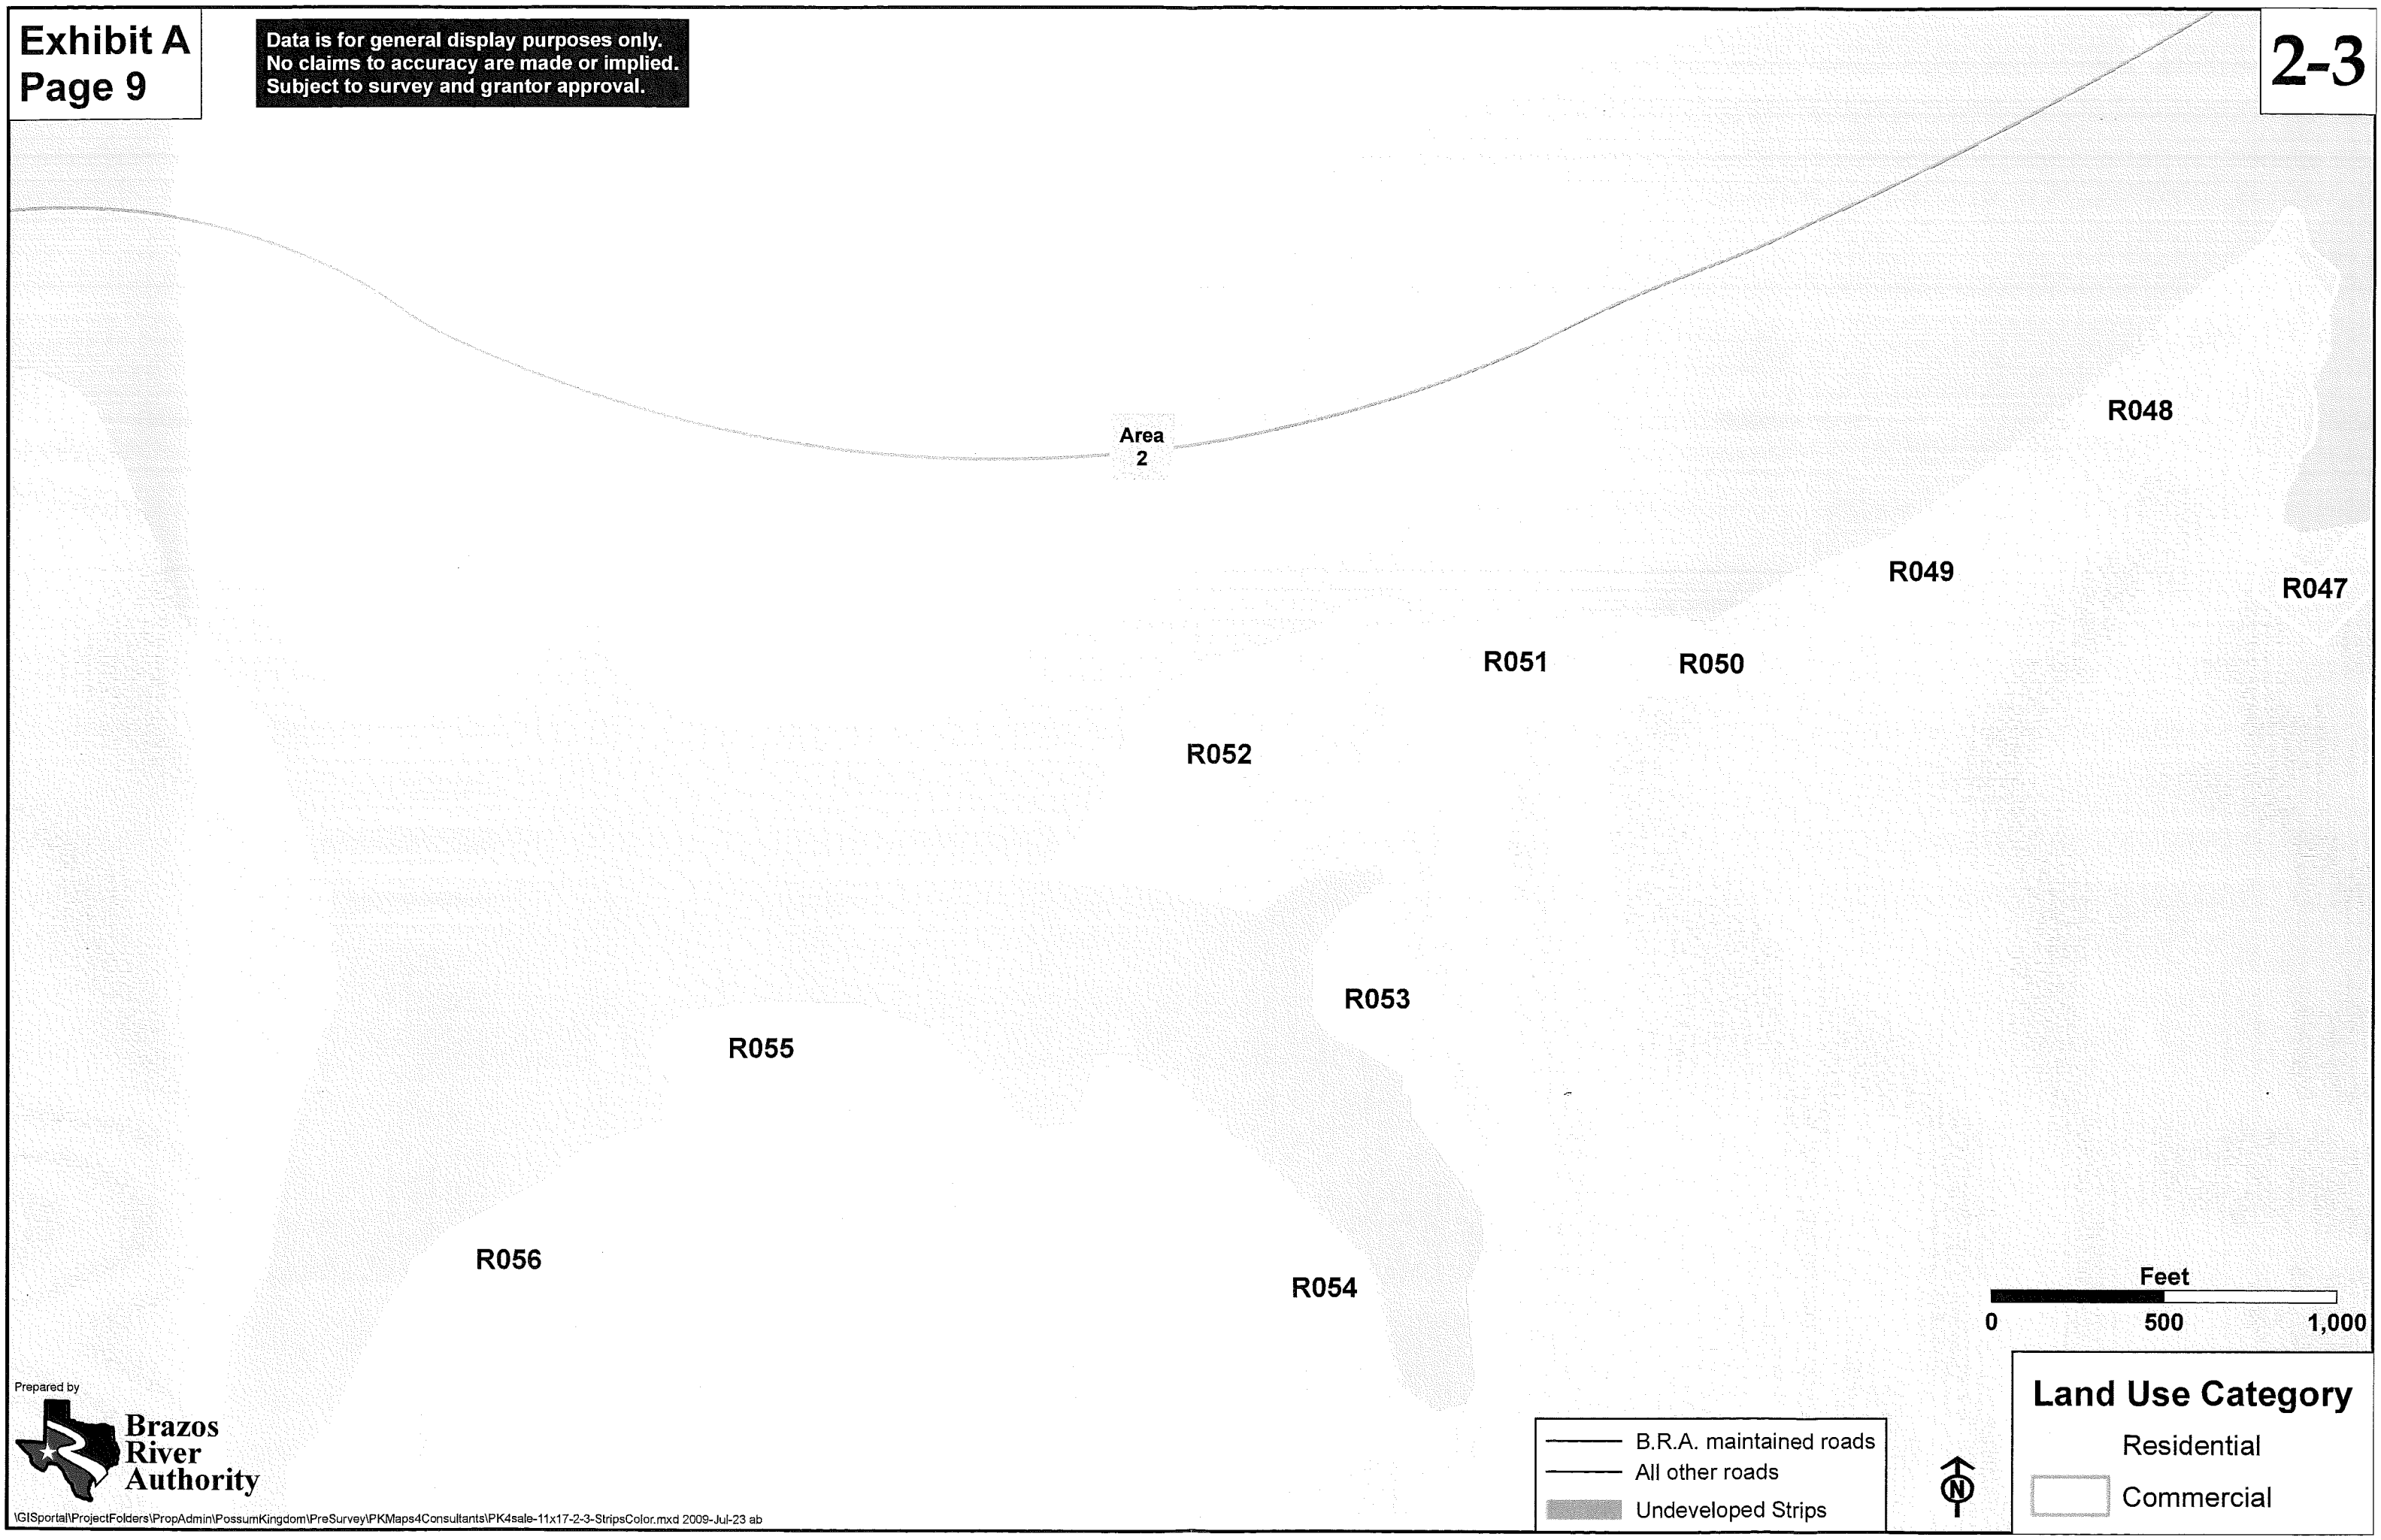 Exhibit A
Page 9
Data is for general display purposes only.
No claims to accuracy are made or implied.
Subject to survey and grantor approval.
2-3
Area
2
R048
R049
R047
R051
R050
R052
R053
R055
R056
R054
Feet
0 500 1,000
Prepared by
Brazos
River
Authority
\GISportal\ProjectFolders\PropAdmin\PossumKingdom\PreSurvey\PKMaps4Consultants\PK4sale-11x17-2-3-StripsColor.mxd 2009-Jul-23 ab
B.R.A. maintained roads
All other roads
Undeveloped Strips
N
Land Use Category
Residential
Commercial